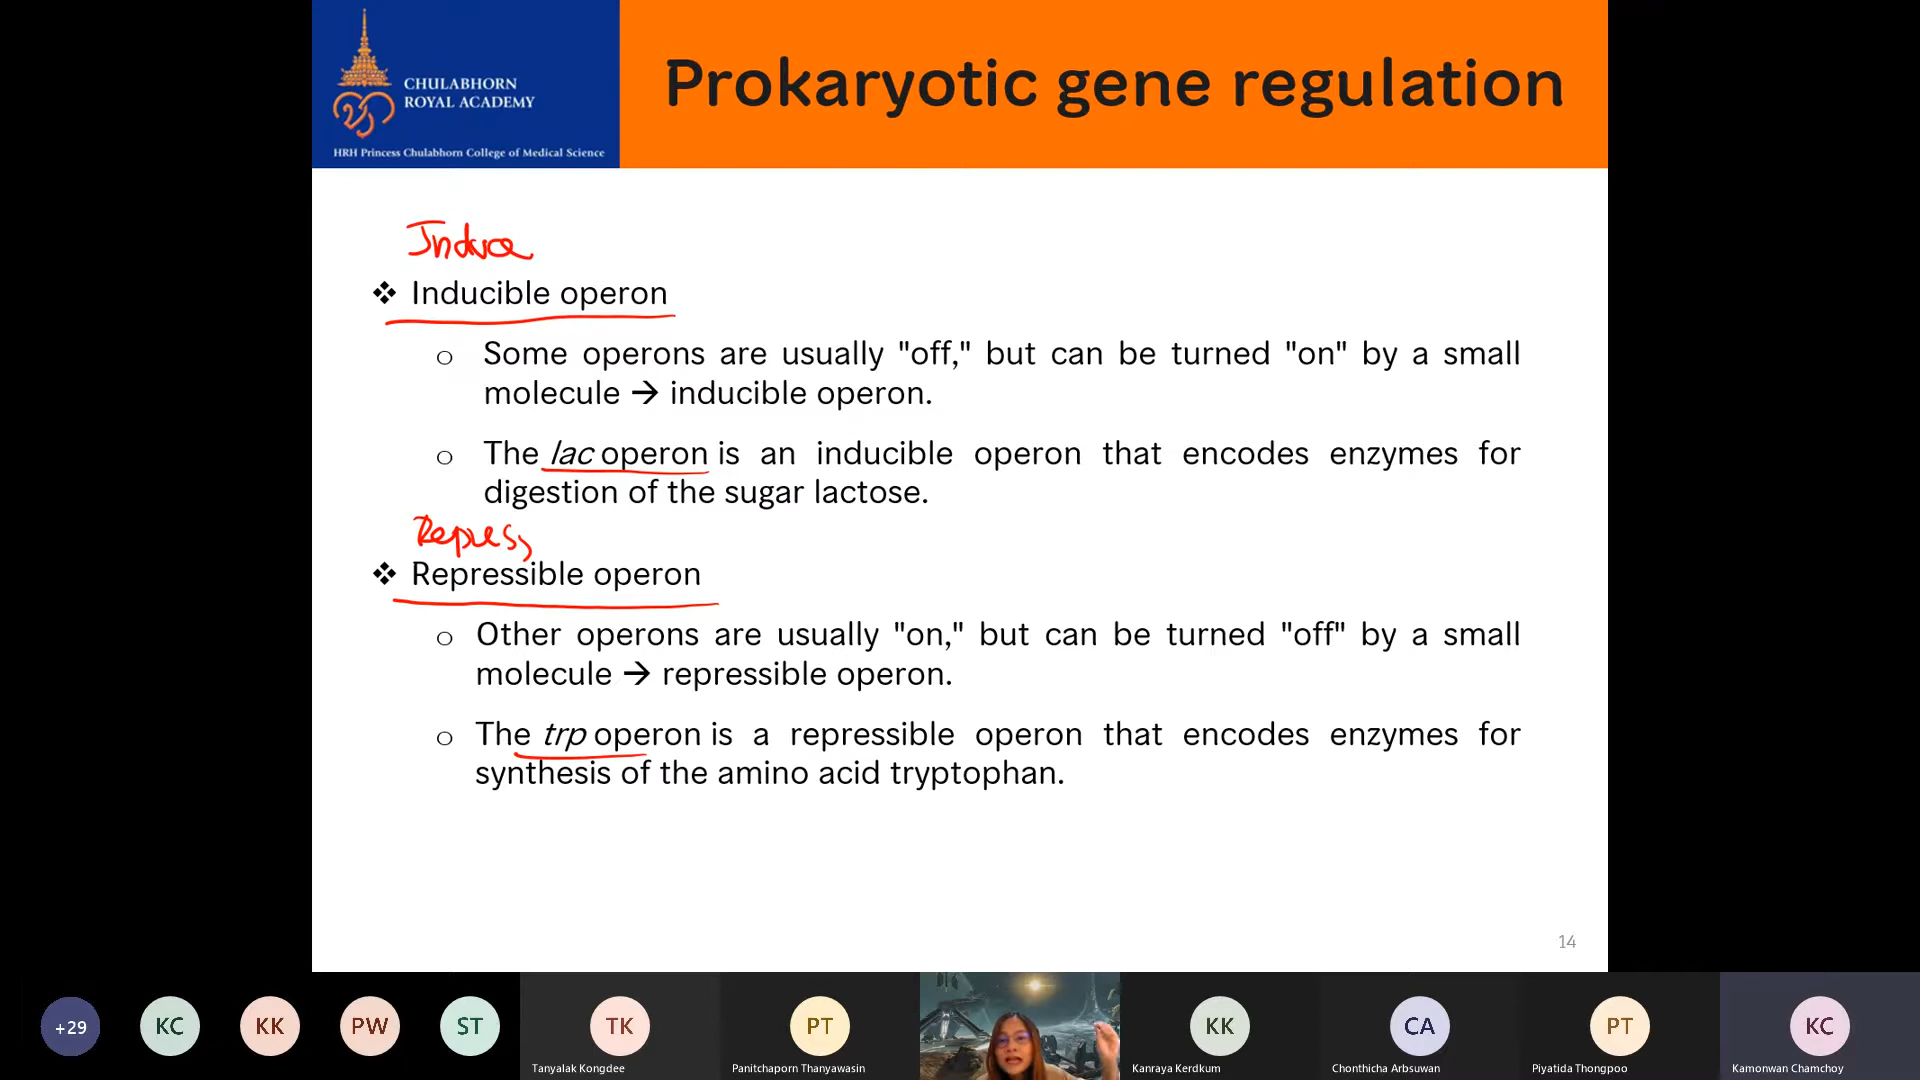 CHULABHORN
ROYAL ACADEMY
HRH Princess Chulabhorn College of Medical Science
Prokaryotic gene regulation
Induce
❖ Inducible operon
o Some operons are usually "off," but can be turned "on" by a small
molecule → inducible operon.
o The lac operon is an inducible operon that encodes enzymes for
digestion of the sugar lactose.
Repress
❖ Repressible operon
o Other operons are usually "on," but can be turned "off" by a small
molecule → repressible operon.
o The trp operon is a repressible operon that encodes enzymes for
synthesis of the amino acid tryptophan.
14
+29
KC
KK
PW
ST
TK
PT
KK
CA
PT
KC
Tanyalak Kongdee
Panitchaporn Thanyawasin
Kanraya Kerdkum
Chonthicha Arbsuwan
Piyatida Thongpoo
Kamonwan Chamchoy